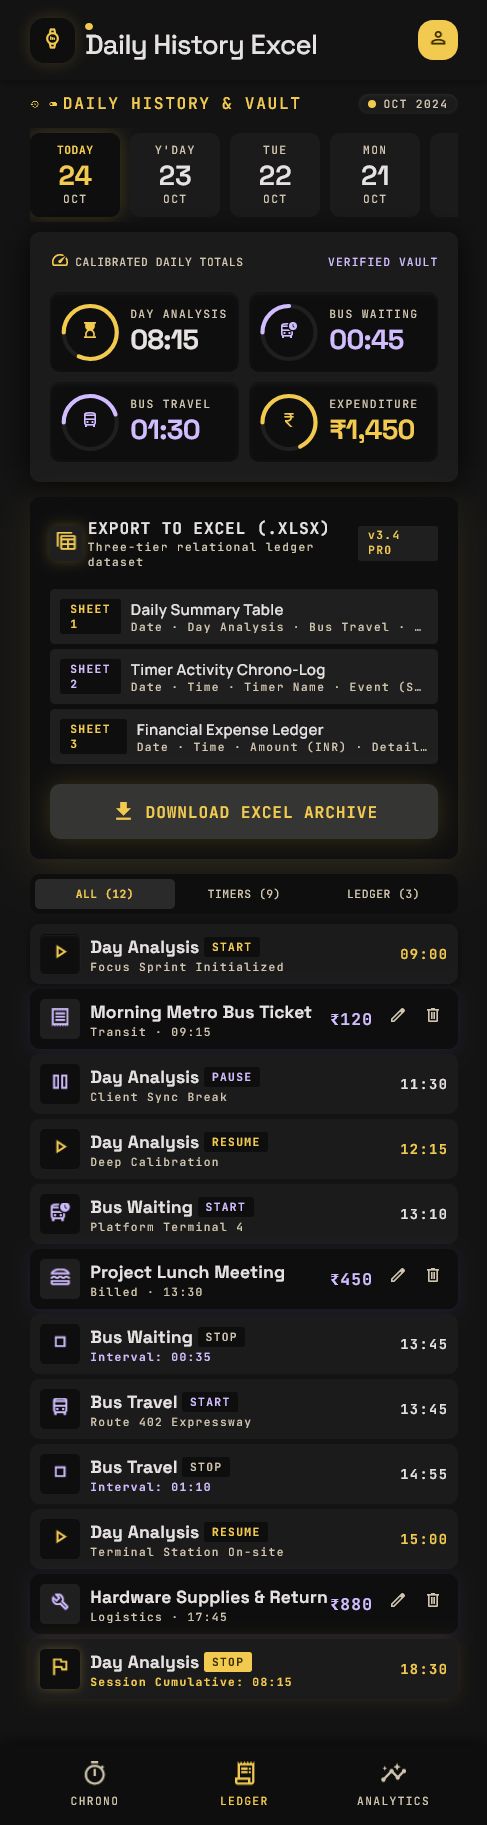 Daily History Excel
DAILY HISTORY & VAULT
OCT 2024
TODAY
24
OCT
Y'DAY
23
OCT
TUE
22
OCT
MON
21
OCT
CALIBRATED DAILY TOTALS
VERIFIED VAULT
DAY ANALYSIS
08:15
BUS WAITING
00:45
BUS TRAVEL
01:30
EXPENDITURE
₹1,450
EXPORT TO EXCEL (.XLSX)
Three-tier relational ledger
dataset
v3.4
PRO
SHEET
1
Daily Summary Table
Date · Day Analysis · Bus Travel · …
SHEET
2
Timer Activity Chrono-Log
Date · Time · Timer Name · Event (S…
SHEET
3
Financial Expense Ledger
Date · Time · Amount (INR) · Detail…
DOWNLOAD EXCEL ARCHIVE
ALL (12)
TIMERS (9)
LEDGER (3)
Day Analysis START
Focus Sprint Initialized
09:00
Morning Metro Bus Ticket
Transit · 09:15
₹120
Day Analysis PAUSE
Client Sync Break
11:30
Day Analysis RESUME
Deep Calibration
12:15
Bus Waiting START
Platform Terminal 4
13:10
Project Lunch Meeting
Billed · 13:30
₹450
Bus Waiting STOP
Interval: 00:35
13:45
Bus Travel START
Route 402 Expressway
13:45
Bus Travel STOP
Interval: 01:10
14:55
Day Analysis RESUME
Terminal Station On-site
15:00
Hardware Supplies & Return
Logistics · 17:45
₹880
Day Analysis STOP
Session Cumulative: 08:15
18:30
CHRONO
LEDGER
ANALYTICS